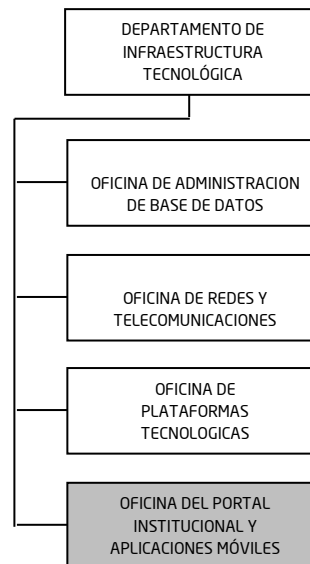 DEPARTAMENTO DE
INFRAESTRUCTURA
TECNOLÓGICA
OFICINA DE ADMINISTRACION
DE BASE DE DATOS
OFICINA DE REDES Y
TELECOMUNICACIONES
OFICINA DE
PLATAFORMAS
TECNOLOGICAS
OFICINA DEL PORTAL
INSTITUCIONAL Y
APLICACIONES MÓVILES